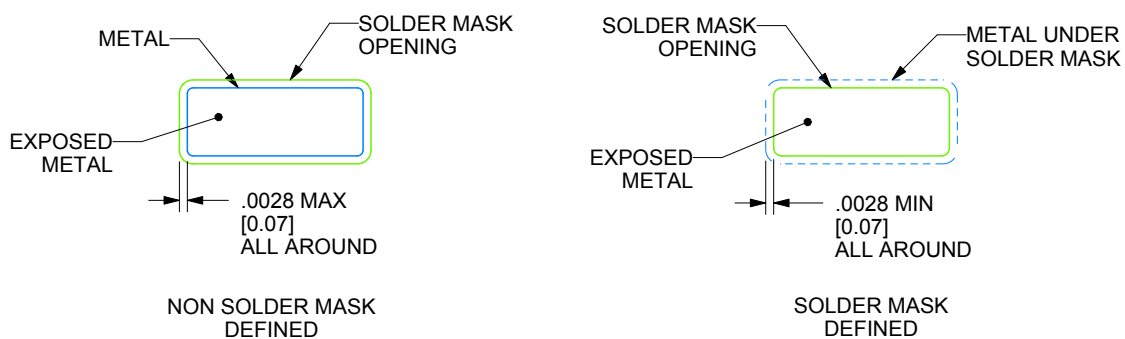 METAL
SOLDER MASK
OPENING
EXPOSED
METAL
.0028 MAX
[0.07]
ALL AROUND
NON SOLDER MASK
DEFINED
SOLDER MASK
OPENING
METAL UNDER
SOLDER MASK
EXPOSED
METAL
.0028 MIN
[0.07]
ALL AROUND
SOLDER MASK
DEFINED